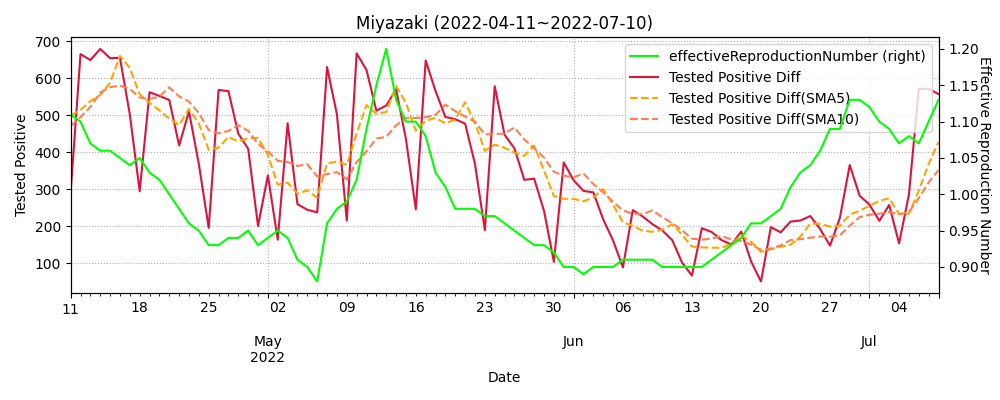 Miyazaki (2022-04-11~2022-07-10)
effectiveReproductionNumber (right)
Tested Positive Diff
Tested Positive Diff(SMA5)
Tested Positive Diff(SMA10)
Tested Positive
700
600
500
400
300
200
100
1.20
1.15
1.10
1.05
1.00
0.95
0.90
Effective Reproduction Number
11 18 25 02 09 16 23 30 06 13 20 27 04
May Jun Jul
2022
Date